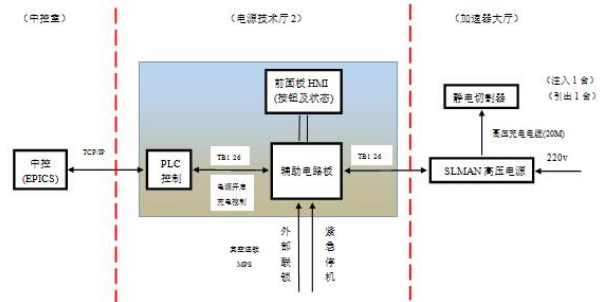 （中控室）
（电源技术厅2）
（加速器大厅）
前面板HMI
(按钮及状态)
静电切割器
（注入1台）
（引出1台）
高压充电电缆(20M)
中控
(EPICS)
TCP/IP
PLC
控制
TB1 26
电源开启
充电控制
辅助电路板
TB1 26
SLMAN 高压电源
220v
真空连锁
MPS
外部联锁
紧急停机